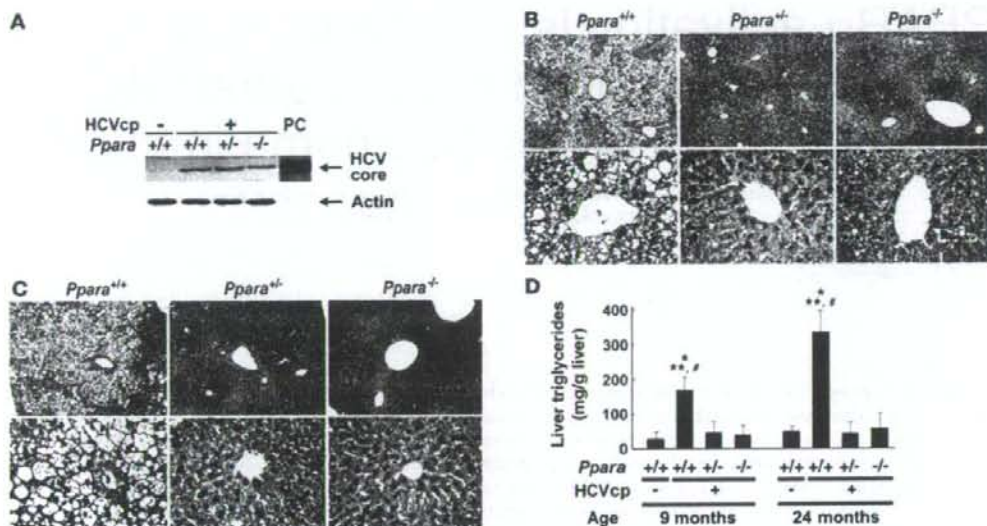 A
HCVcp - + PC
Ppara +/+ +/+ +/- -/-
HCV
core
Actin
B
Ppara+/+ Ppara+/- Ppara-/-
C
Ppara+/+ Ppara+/- Ppara-/-
D
Liver triglycerides
(mg/g liver)
400
300
200
100
0
*
**, #
*
**, #
Ppara +/+ +/+ +/- -/- +/+ +/+ +/- -/-
HCVcp - + - +
Age 9 months 24 months